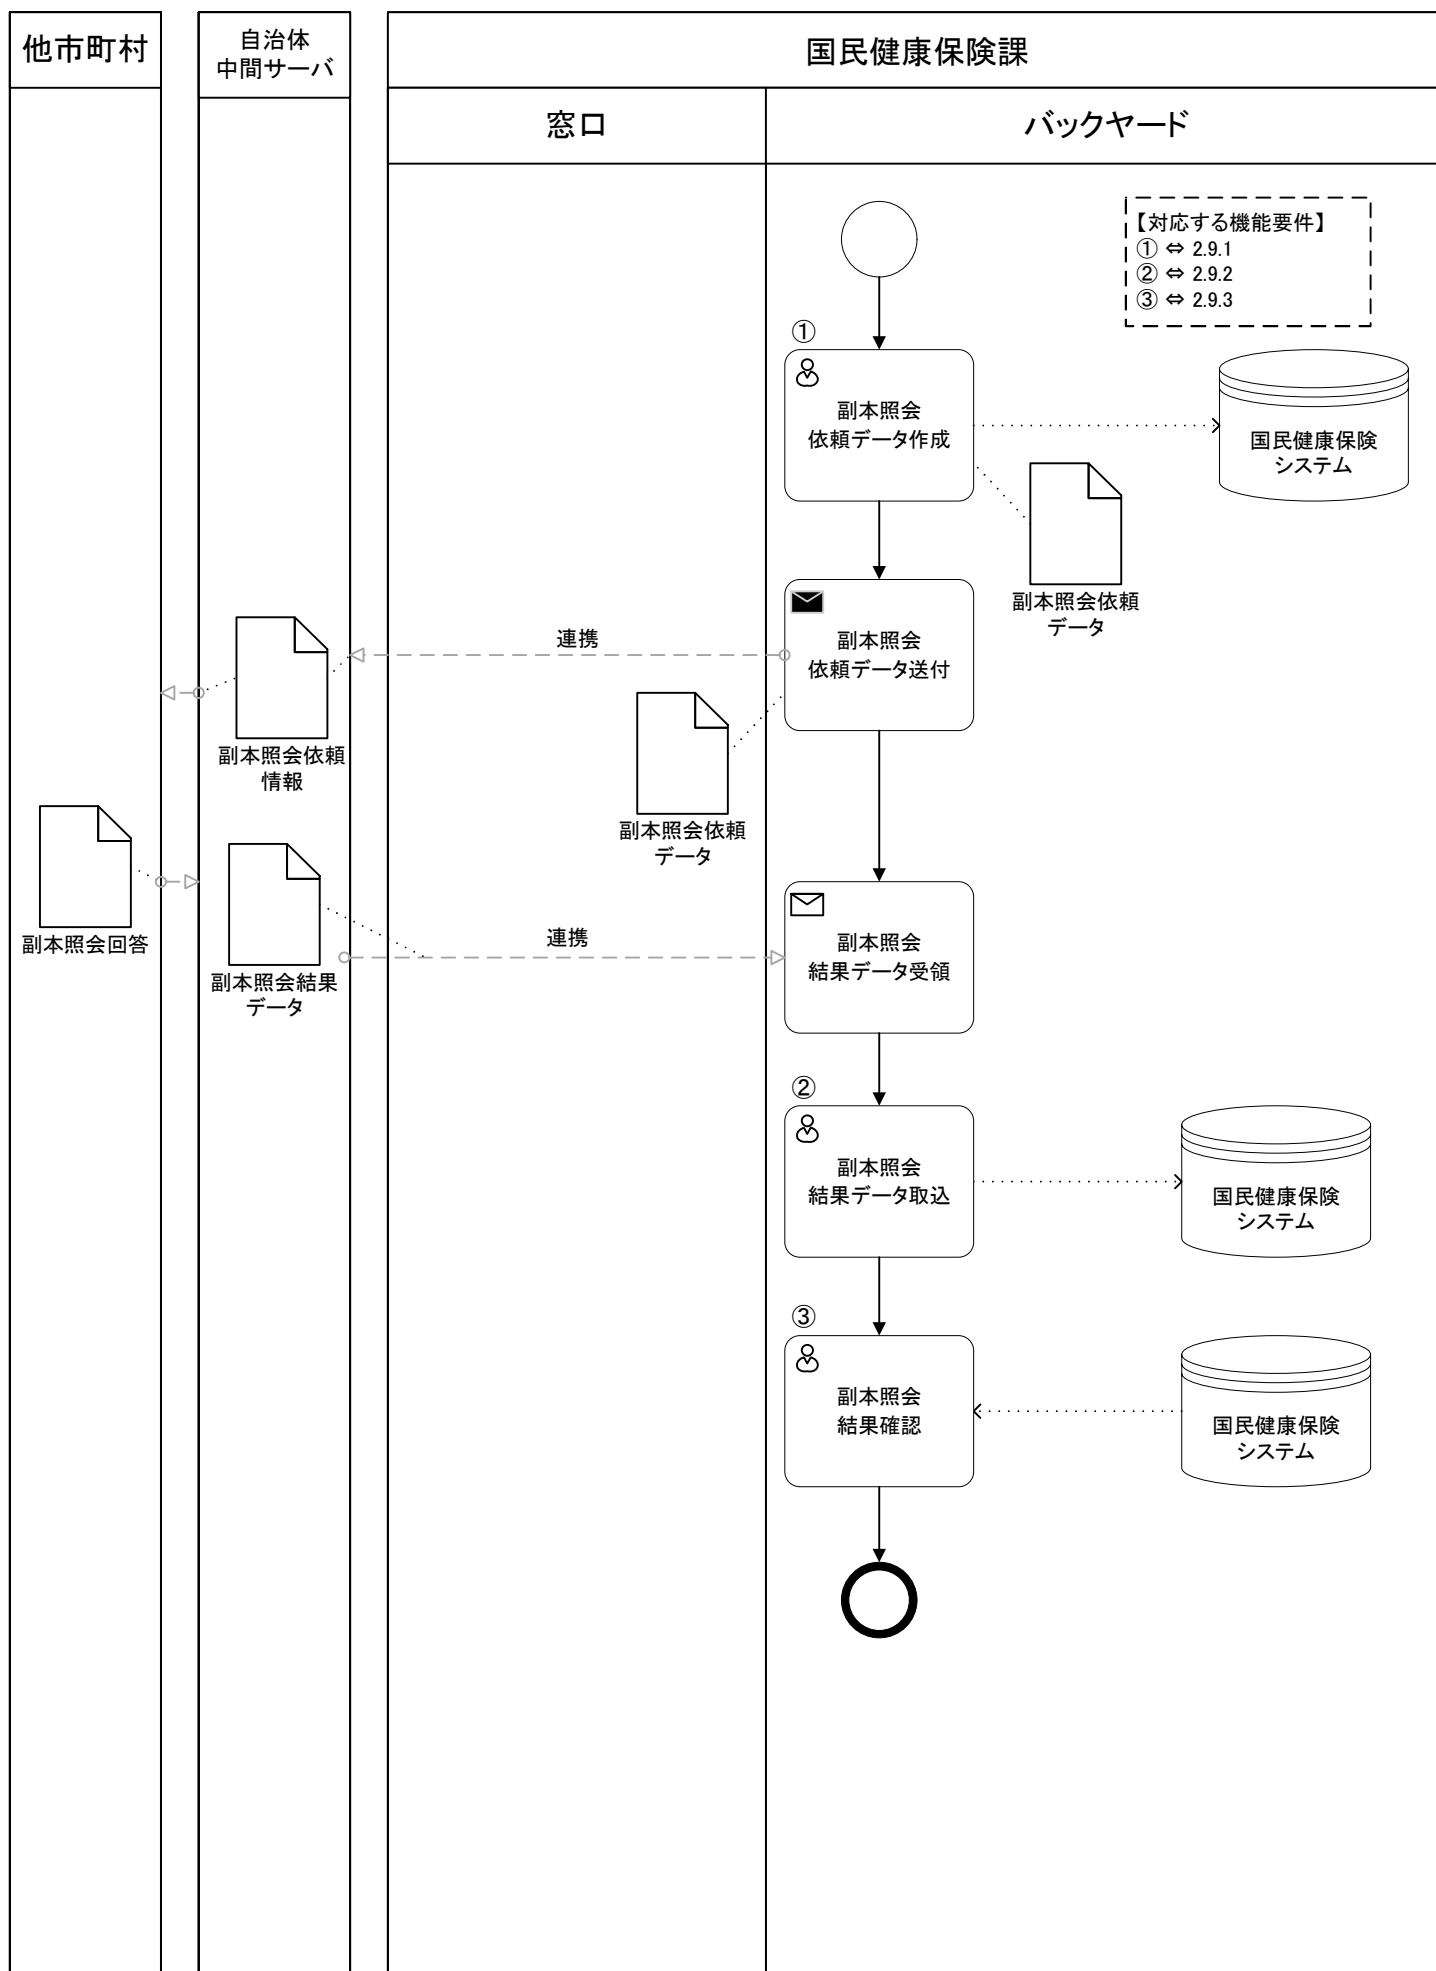 他市町村
自治体
中間サーバ
国民健康保険課
窓口
バックヤード
【対応する機能要件】
① ⇔ 2.9.1
② ⇔ 2.9.2
③ ⇔ 2.9.3
①
副本照会
依頼データ作成
国民健康保険
システム
副本照会依頼
データ
副本照会
依頼データ送付
連携
副本照会依頼
情報
副本照会依頼
データ
副本照会回答
副本照会結果
データ
連携
副本照会
結果データ受領
②
副本照会
結果データ取込
国民健康保険
システム
③
副本照会
結果確認
国民健康保険
システム